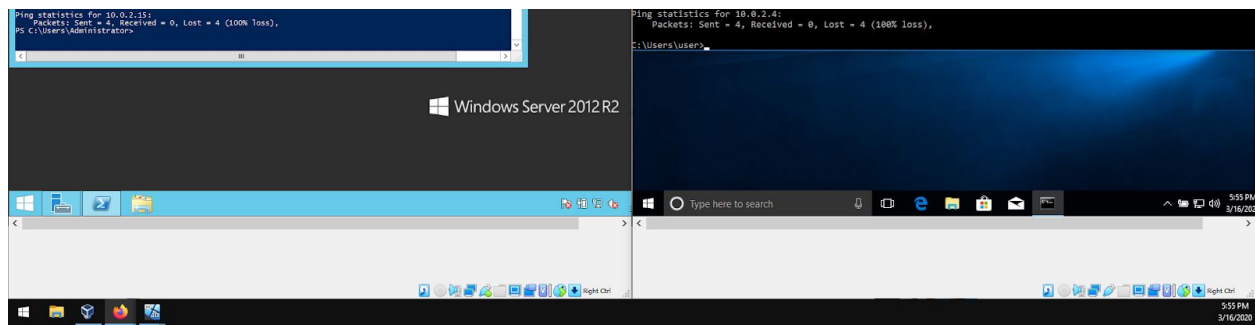 Ping statistics for 10.0.2.15:
Packets: Sent = 4, Received = 0, Lost = 4 (100% loss),
PS C:\Users\Administrator>
Windows Server 2012 R2
Ping statistics for 10.0.2.4:
Packets: Sent = 4, Received = 0, Lost = 4 (100% loss),
C:\Users\user>
Type here to search
5:55 PM
3/16/202
Right Ctrl
Right Ctrl
5:55 PM
3/16/2020